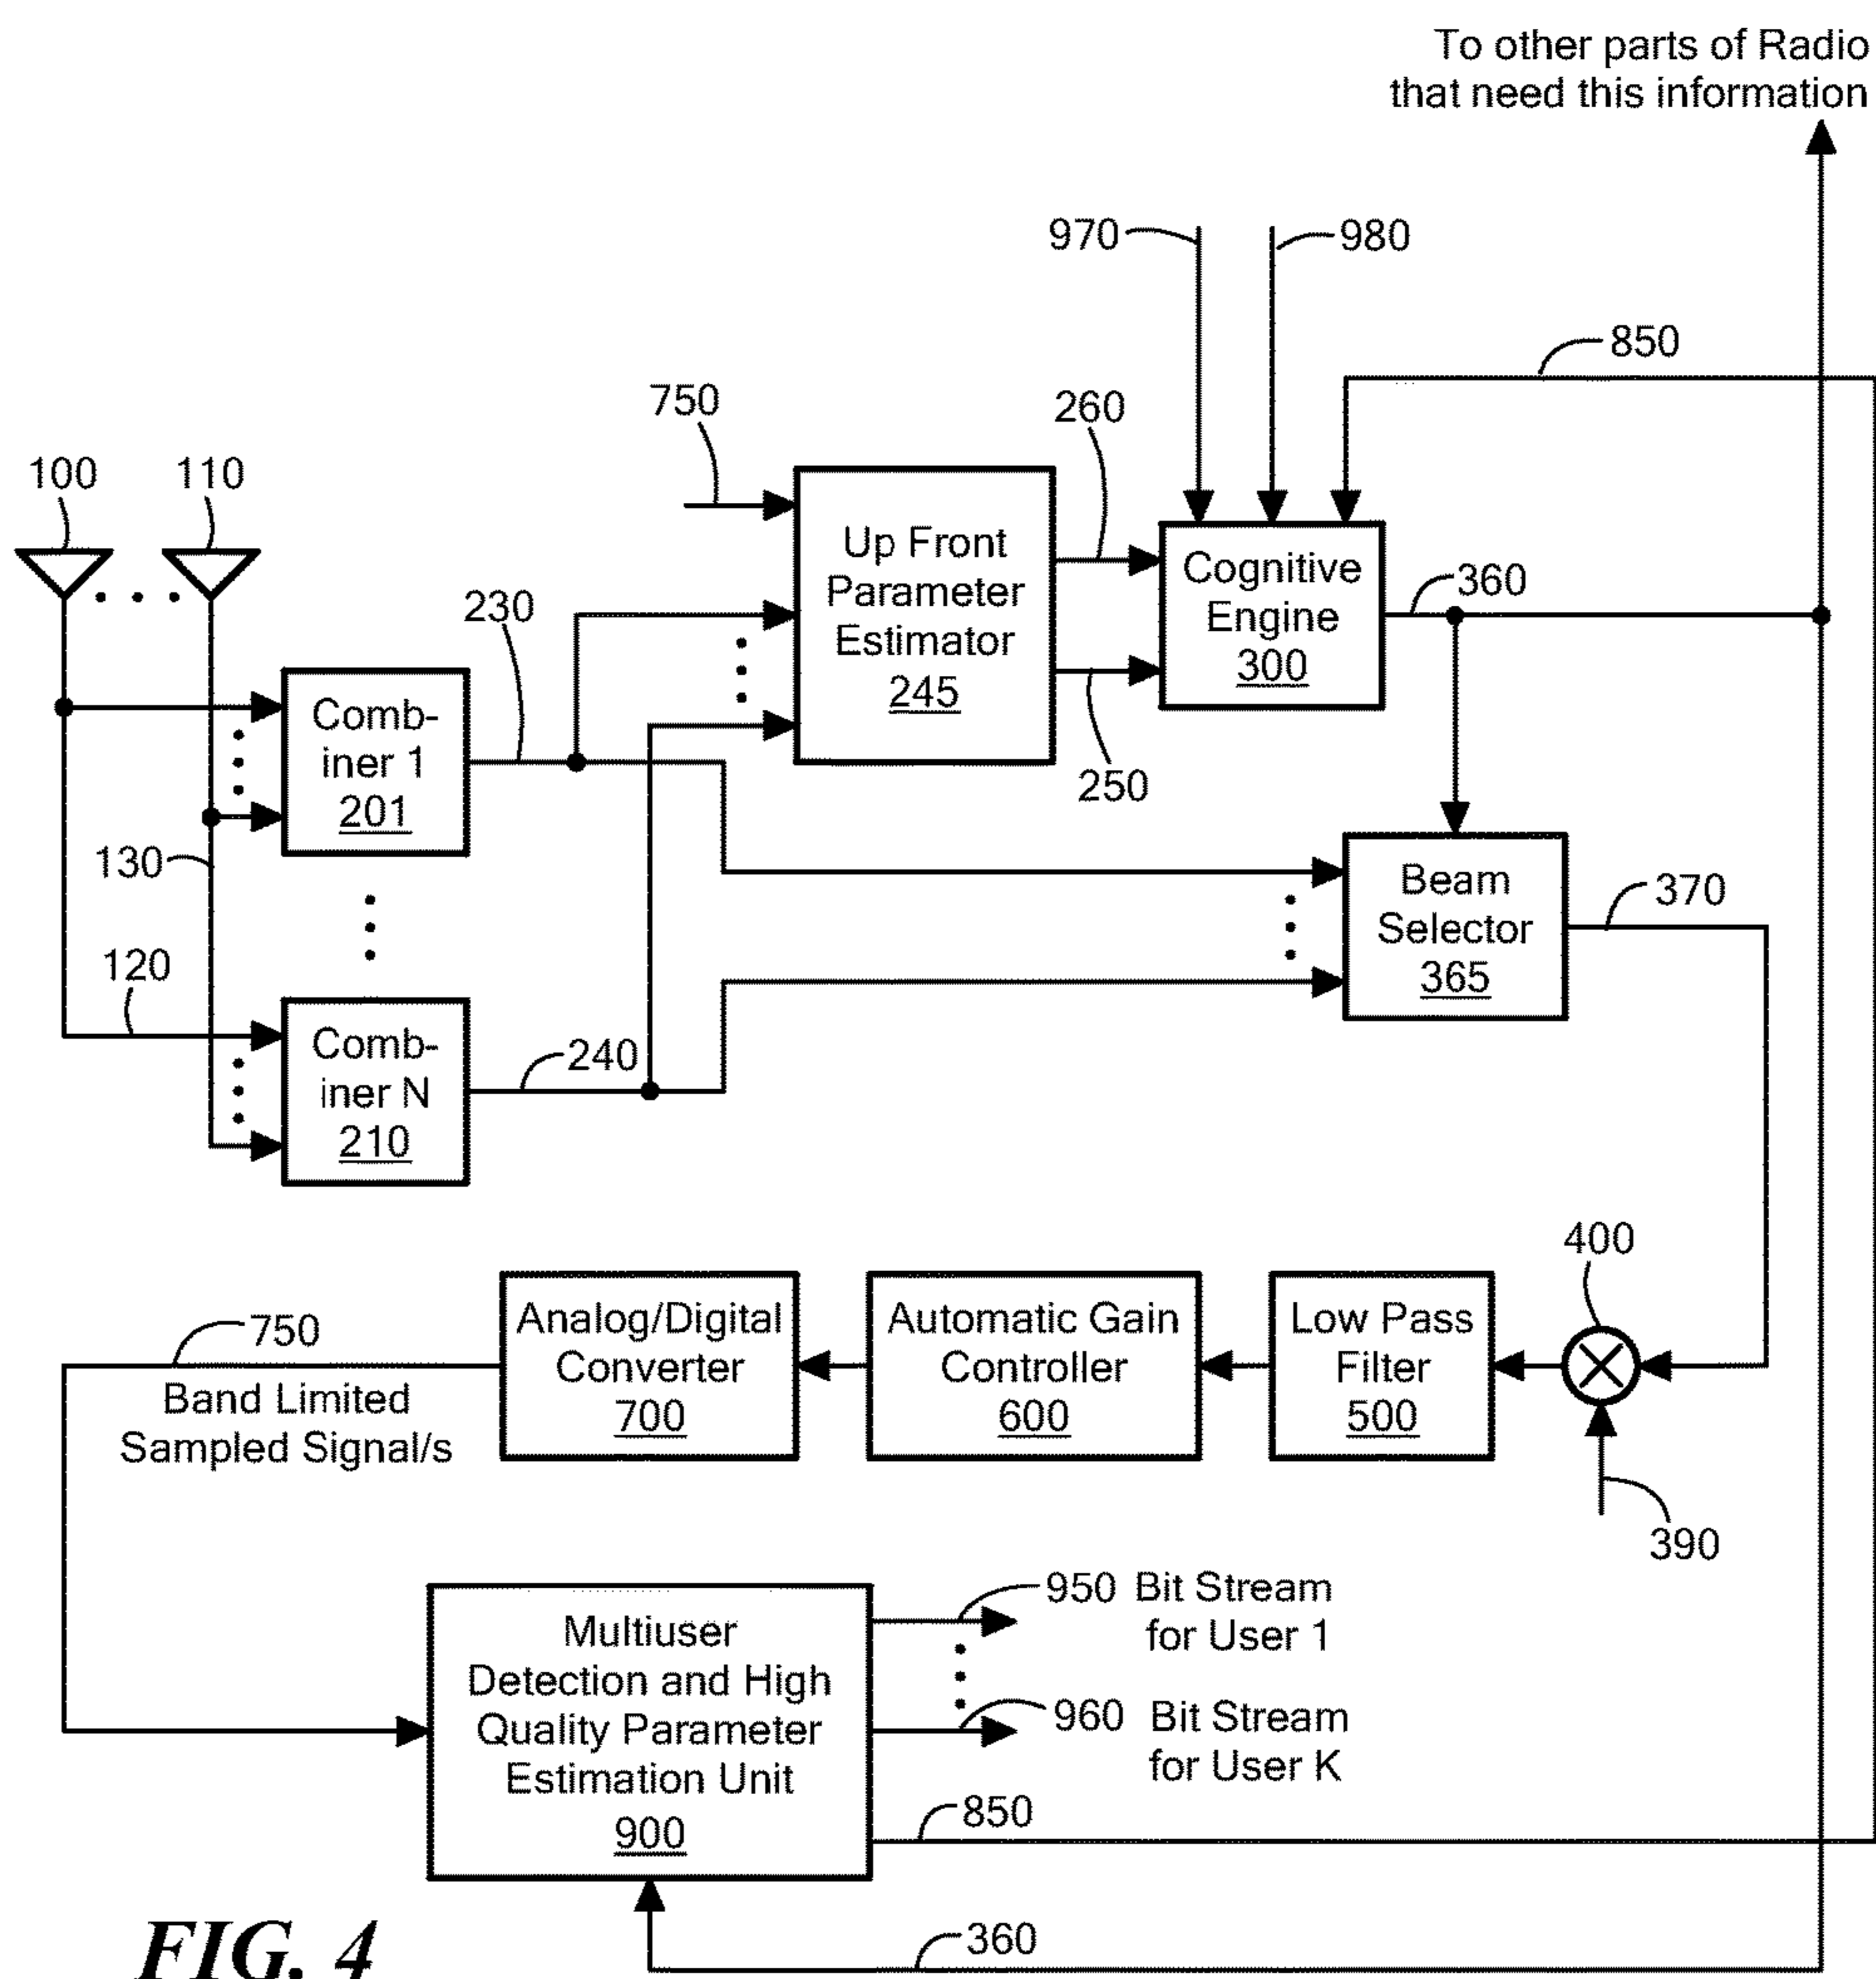 To other parts of Radio
that need this information
970
980
850
750
260
100
110
Up Front
Parameter
Estimator
245
Cognitive
Engine
300
360
230
250
Comb-
iner 1
201
130
Beam
Selector
365
370
120
Comb-
iner N
210
240
400
750
Band Limited
Sampled Signal/s
Analog/Digital
Converter
700
Automatic Gain
Controller
600
Low Pass
Filter
500
390
Multiuser
Detection and High
Quality Parameter
Estimation Unit
900
950 Bit Stream
for User 1
960 Bit Stream
for User K
850
360
FIG. 4